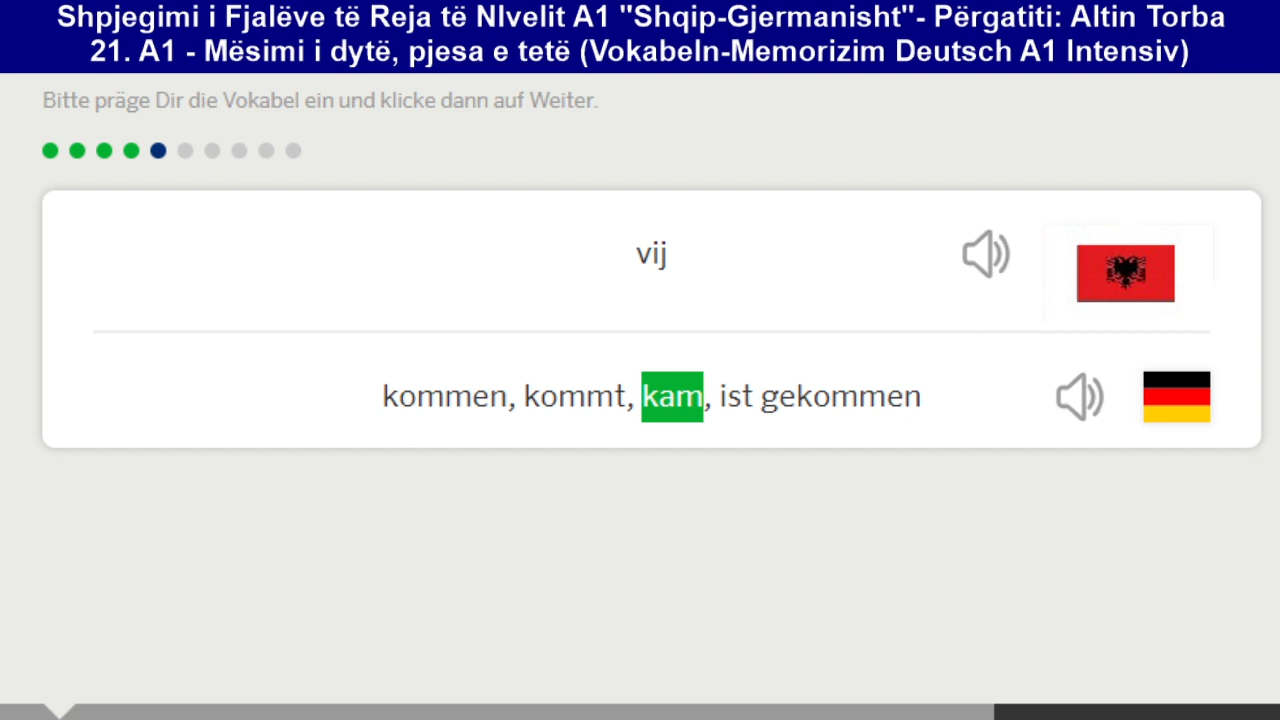 Shpjegimi i Fjalëve të Reja të NIvelit A1 "Shqip-Gjermanisht"- Përgatiti: Altin Torba
21. A1 - Mësimi i dytë, pjesa e tetë (Vokabeln-Memorizim Deutsch A1 Intensiv)
Bitte präge Dir die Vokabel ein und klicke dann auf Weiter.
vij
kommen, kommt, kam, ist gekommen